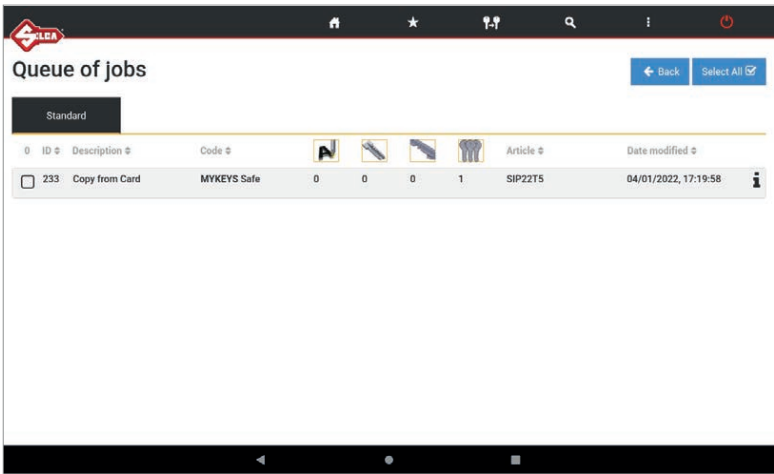 SILCA
Queue of jobs
Back
Select All
Standard
0 ID Description Code Article Date modified
233 Copy from Card MYKEYS Safe 0 0 0 1 SIP22T5 04/01/2022, 17:19:58